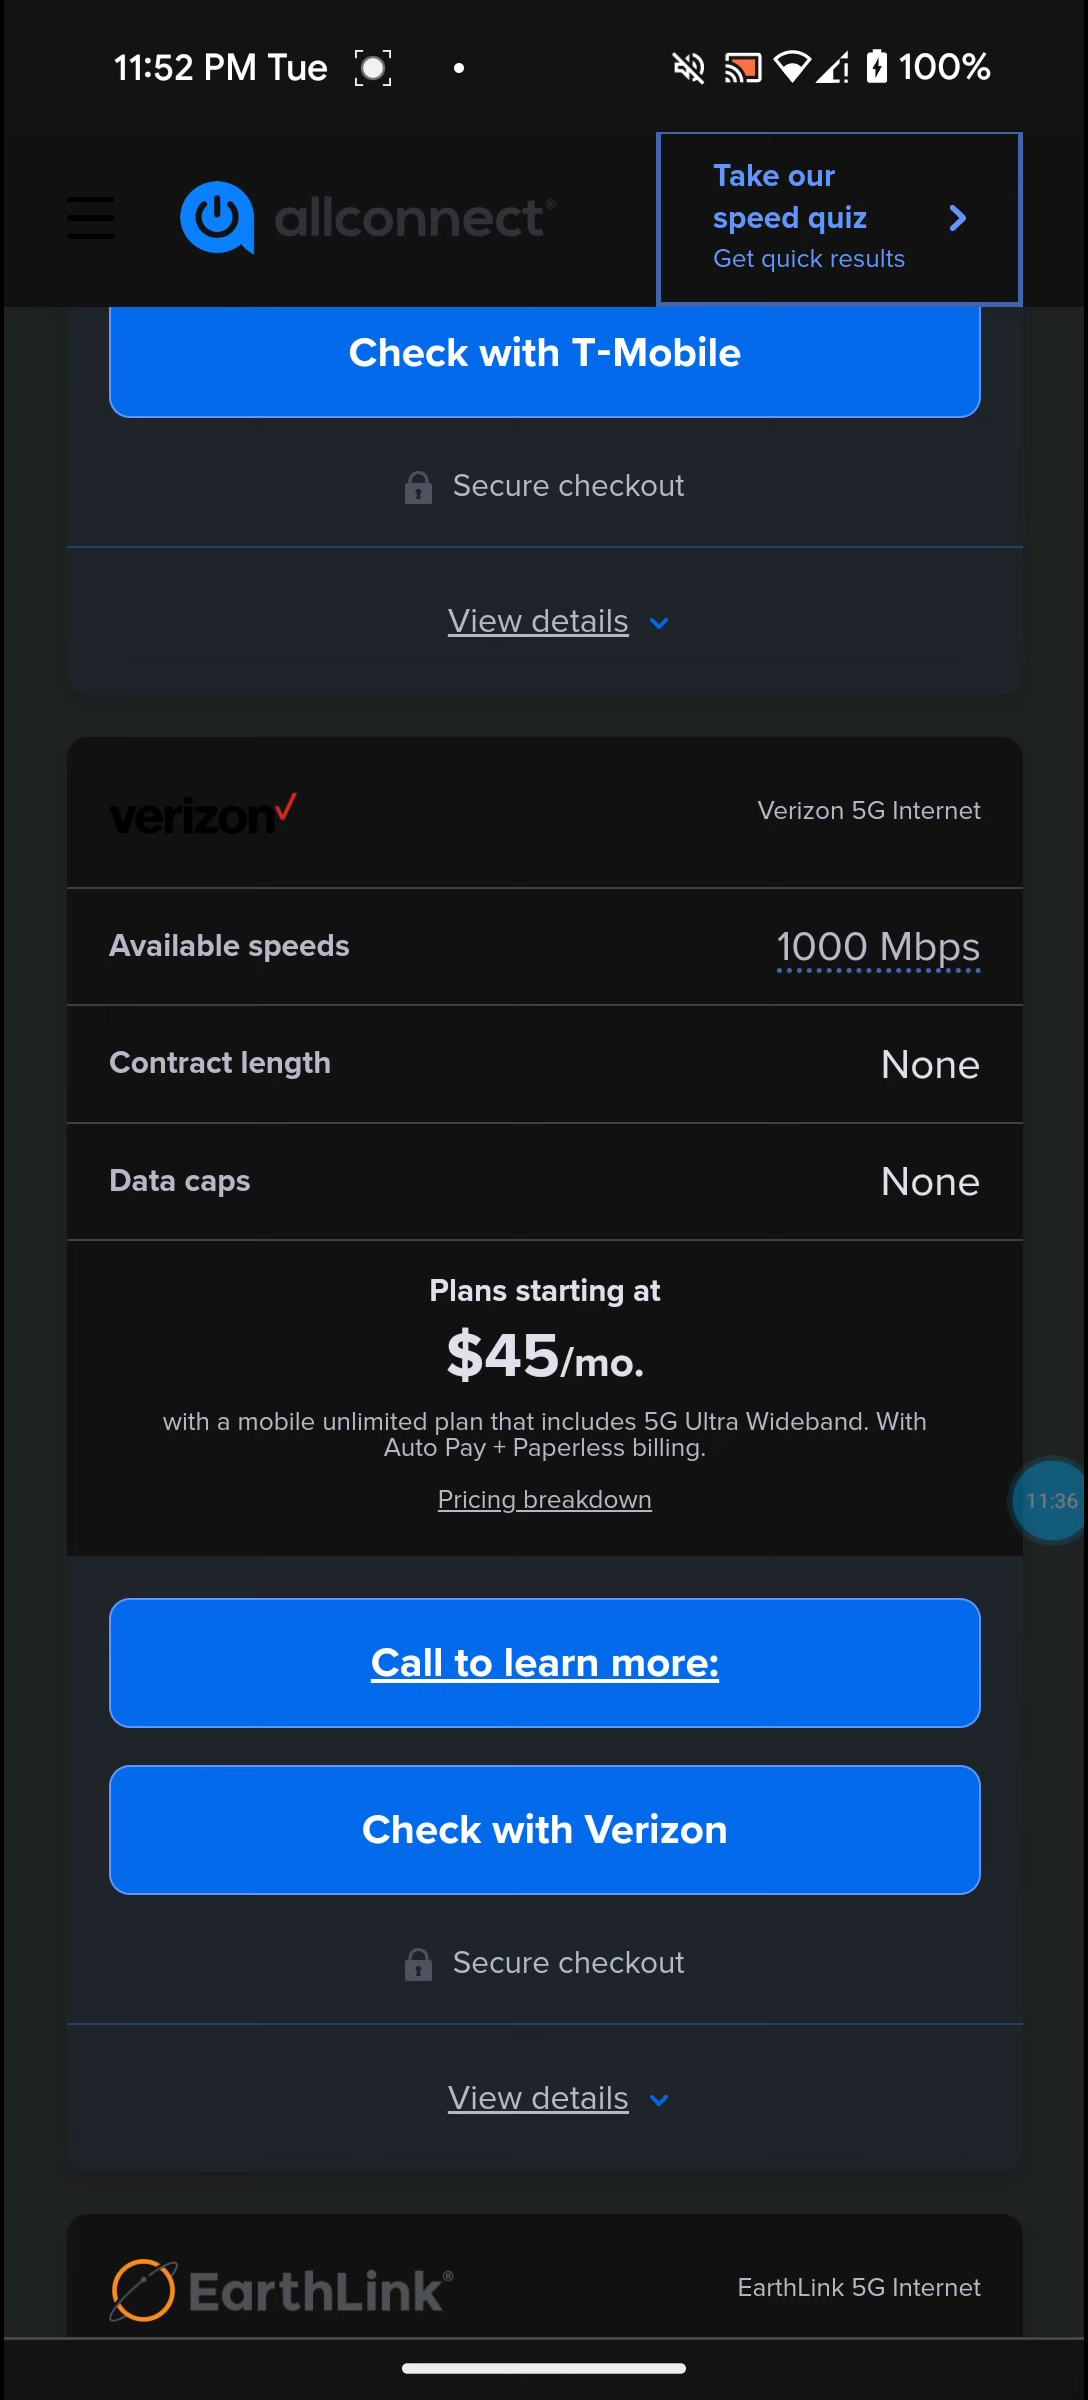 11:52 PM Tue
100%
allconnect®
Take our
speed quiz
Get quick results
Check with T-Mobile
Secure checkout
View details
verizon
Verizon 5G Internet
Available speeds 1000 Mbps
Contract length None
Data caps None
Plans starting at
$45/mo.
with a mobile unlimited plan that includes 5G Ultra Wideband. With
Auto Pay + Paperless billing.
Pricing breakdown
11:36
Call to learn more:
Check with Verizon
Secure checkout
View details
EarthLink®
EarthLink 5G Internet